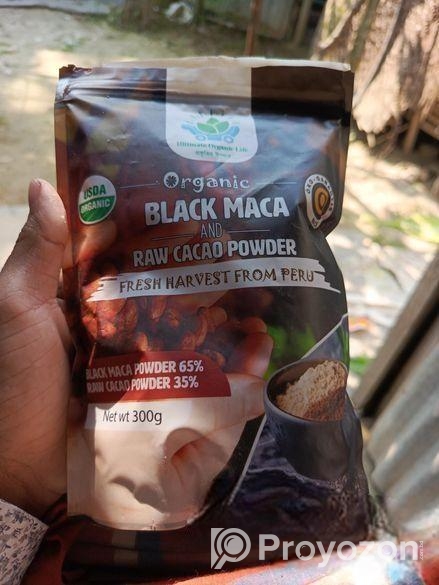 Ultimate Organic Life
USDA
ORGANIC
Organic
BLACK MACA
AND
RAW CACAO POWDER
FRESH HARVEST FROM PERU
BLACK MACA POWDER 65%
RAW CACAO POWDER 35%
Net wt 300g
Proyozon